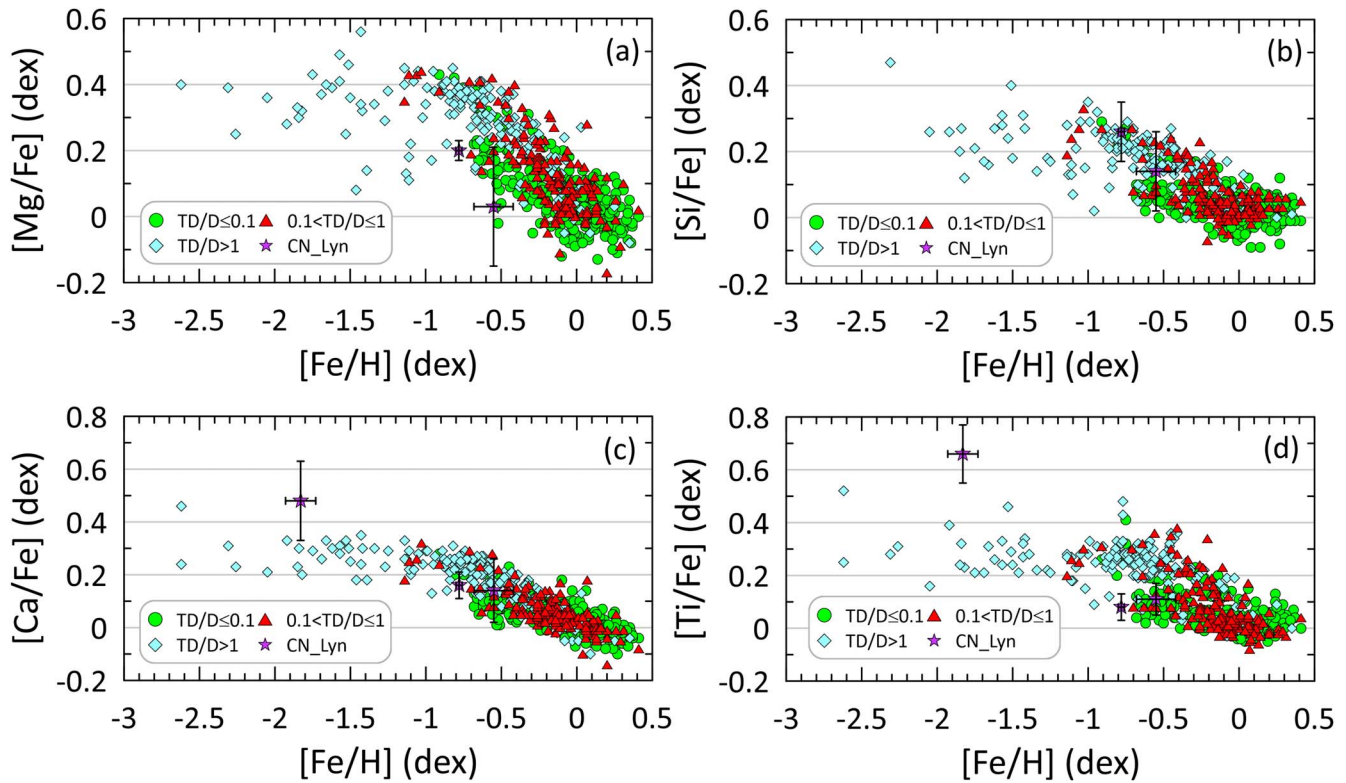 [Mg/Fe] (dex)
0.6
0.4
0.2
0
-0.2
(a)
TD/D≤0.1 0.1<TD/D≤1
TD/D>1 CN_Lyn
-3 -2.5 -2 -1.5 -1 -0.5 0 0.5
[Fe/H] (dex)
[Si/Fe] (dex)
0.6
0.4
0.2
0
-0.2
(b)
TD/D≤0.1 0.1<TD/D≤1
TD/D>1 CN_Lyn
-3 -2.5 -2 -1.5 -1 -0.5 0 0.5
[Fe/H] (dex)
[Ca/Fe] (dex)
0.8
0.6
0.4
0.2
0
-0.2
(c)
TD/D≤0.1 0.1<TD/D≤1
TD/D>1 CN_Lyn
-3 -2.5 -2 -1.5 -1 -0.5 0 0.5
[Fe/H] (dex)
[Ti/Fe] (dex)
0.8
0.6
0.4
0.2
0
-0.2
(d)
TD/D≤0.1 0.1<TD/D≤1
TD/D>1 CN_Lyn
-3 -2.5 -2 -1.5 -1 -0.5 0 0.5
[Fe/H] (dex)